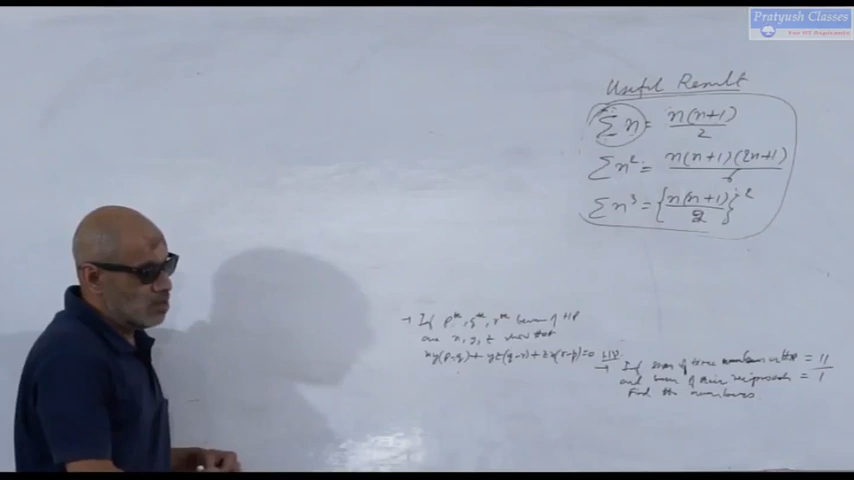 Pratyush Classes
Useful Result
Σn = n(n+1)/2
Σn² = n(n+1)(2n+1)/6
Σn³ = {n(n+1)/2}²
→ If pth, qth, rth terms of HP
are x, y, z show that
xy(p-q) + yz(q-r) + zx(r-p) = 0
→ If sum of three numbers in HP = 11
and sum of their reciprocals = 1
Find the numbers